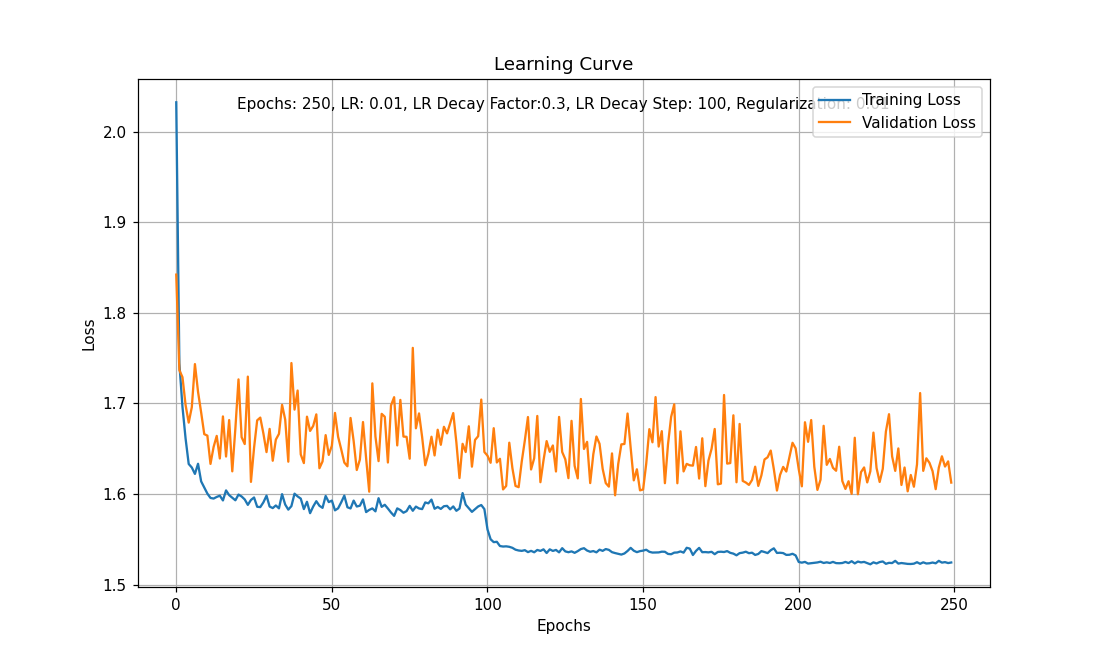 Learning Curve
Epochs: 250, LR: 0.01, LR Decay Factor:0.3, LR Decay Step: 100, Regularization: 0.01
Training Loss
Validation Loss
2.0
1.9
1.8
1.7
1.6
1.5
Loss
0 50 100 150 200 250
Epochs